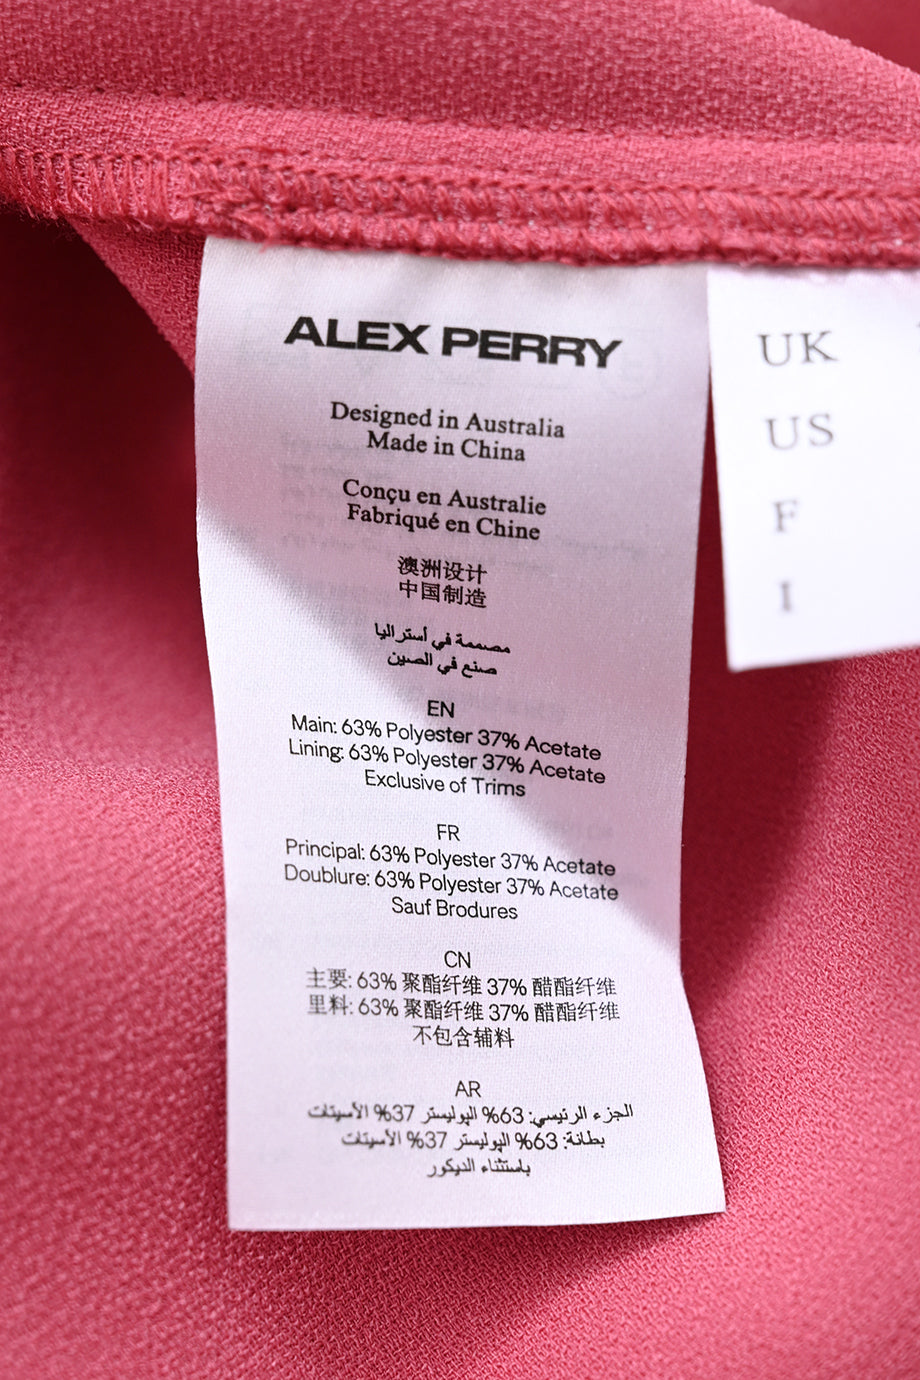 ALEX PERRY
Designed in Australia
Made in China
Conçu en Australie
Fabriqué en Chine
澳洲设计
中国制造
مصممة في أستراليا
صنع في الصين
EN
Main: 63% Polyester 37% Acetate
Lining: 63% Polyester 37% Acetate
Exclusive of Trims
FR
Principal: 63% Polyester 37% Acetate
Doublure: 63% Polyester 37% Acetate
Sauf Brodures
CN
主要: 63% 聚酯纤维 37% 醋酯纤维
里料: 63% 聚酯纤维 37% 醋酯纤维
不包含辅料
AR
الجزء الرئيسي: 63% البوليستر 37% الأسيتات
بطانة: 63% البوليستر 37% الأسيتات
باستثناء الديكور
UK
US
F
I